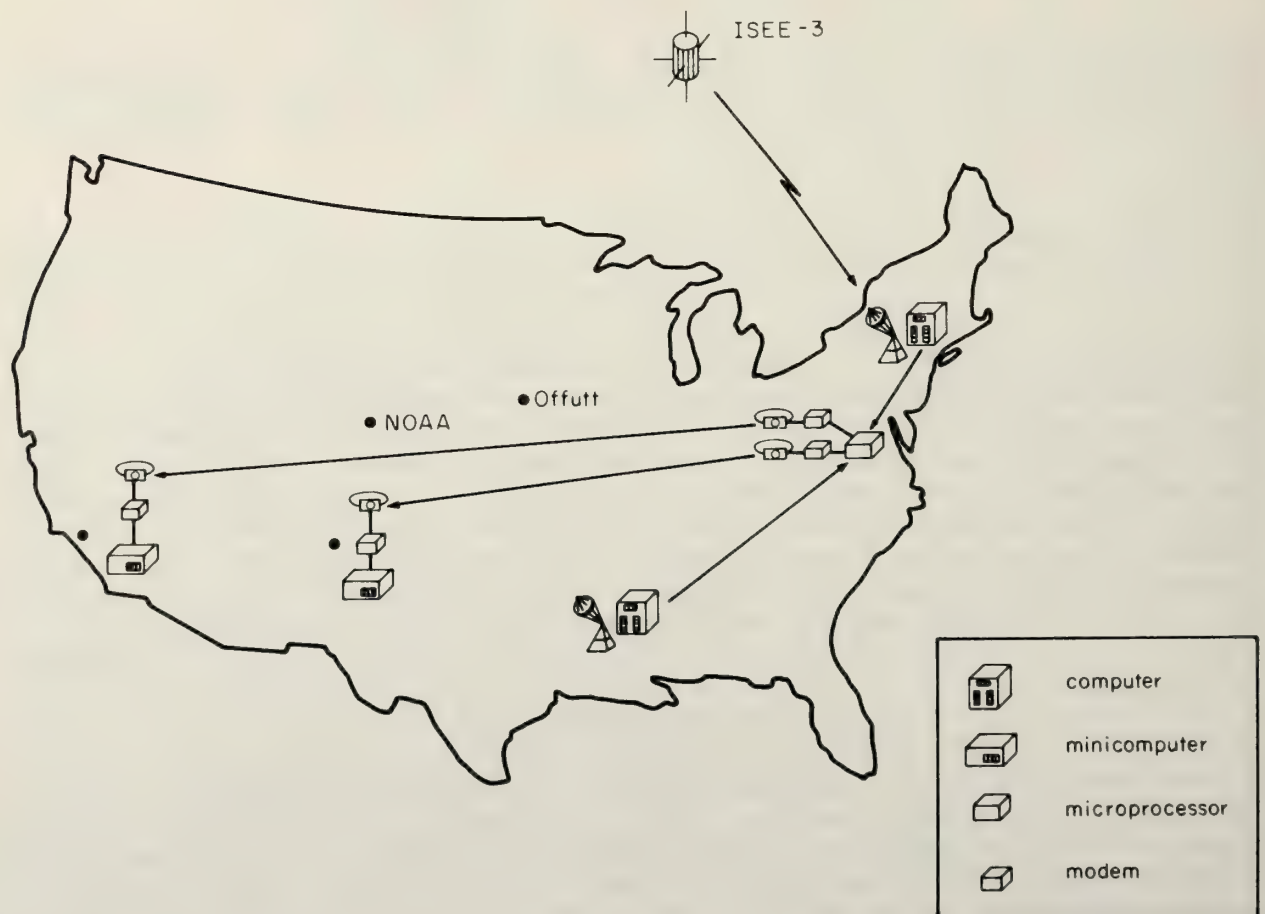 ISEE-3
Offutt
NOAA
computer
minicomputer
microprocessor
modem